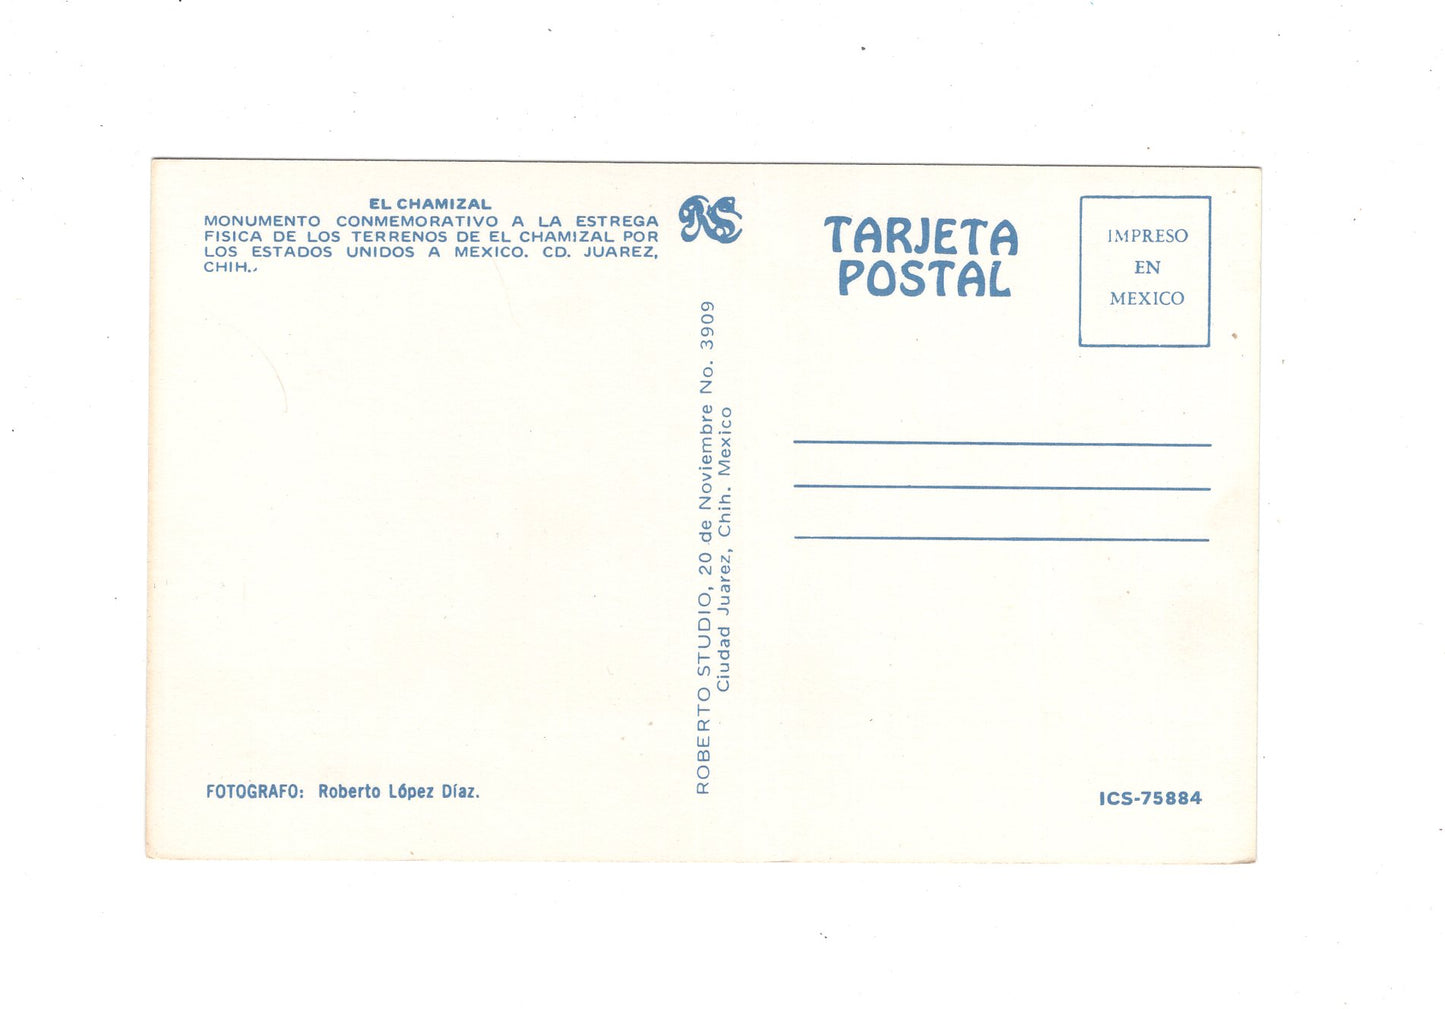 EL CHAMIZAL
MONUMENTO CONMEMORATIVO A LA ESTREGA
FISICA DE LOS TERRENOS DE EL CHAMIZAL POR
LOS ESTADOS UNIDOS A MEXICO. CD. JUAREZ,
CHIH..
FOTOGRAFO: Roberto López Díaz.
RS
ROBERTO STUDIO, 20 de Noviembre No. 3909
Ciudad Juarez, Chih. Mexico
TARJETA
POSTAL
IMPRESO
EN
MEXICO
ICS-75884